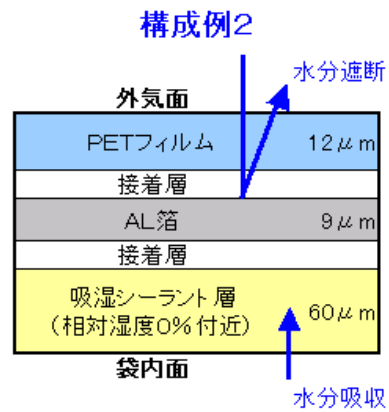 構成例2
水分遮断
外気面
PETフィルム 12μm
接着層
AL箔 9μm
接着層
吸湿シーラント層
(相対湿度0%付近) 60μm
袋内面
水分吸収